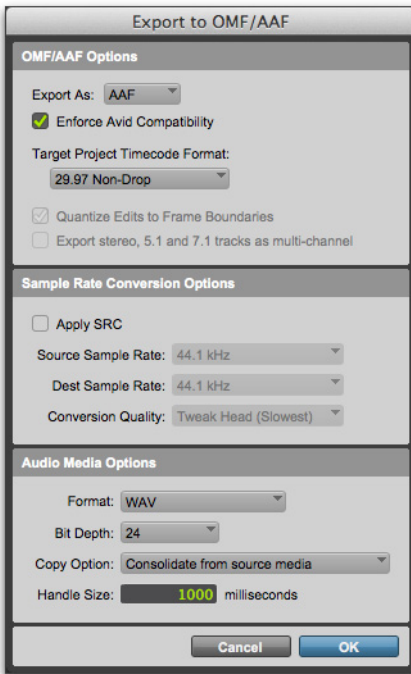 Export to OMF/AAF
OMF/AAF Options
Export As: AAF
Enforce Avid Compatibility
Target Project Timecode Format:
29.97 Non-Drop
Quantize Edits to Frame Boundaries
Export stereo, 5.1 and 7.1 tracks as multi-channel
Sample Rate Conversion Options
Apply SRC
Source Sample Rate: 44.1 kHz
Dest Sample Rate: 44.1 kHz
Conversion Quality: Tweak Head (Slowest)
Audio Media Options
Format: WAV
Bit Depth: 24
Copy Option: Consolidate from source media
Handle Size: 1000 milliseconds
Cancel OK